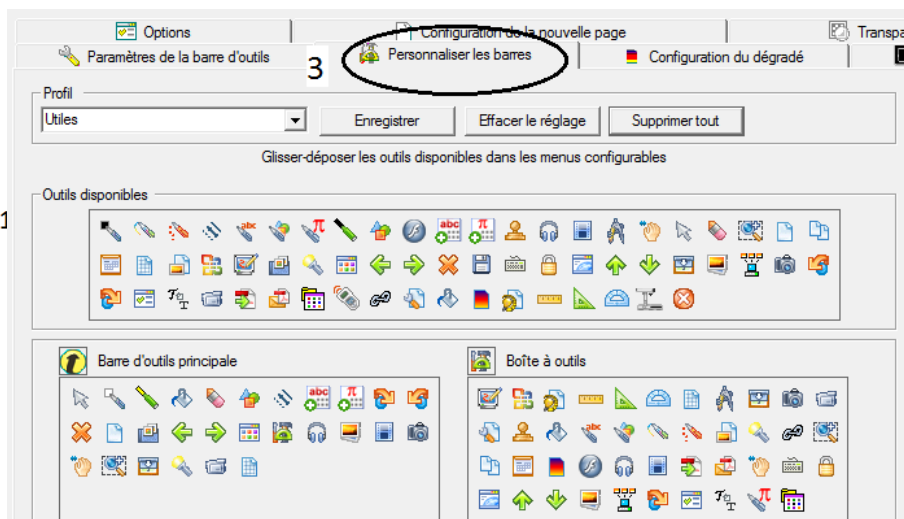 Options
Configuration de la nouvelle page
Transpa
Paramètres de la barre d'outils
3
Personnaliser les barres
Configuration du dégradé
Profil
Utiles
Enregistrer
Effacer le réglage
Supprimer tout
Glisser-déposer les outils disponibles dans les menus configurables
1
Outils disponibles
Barre d'outils principale
Boîte à outils